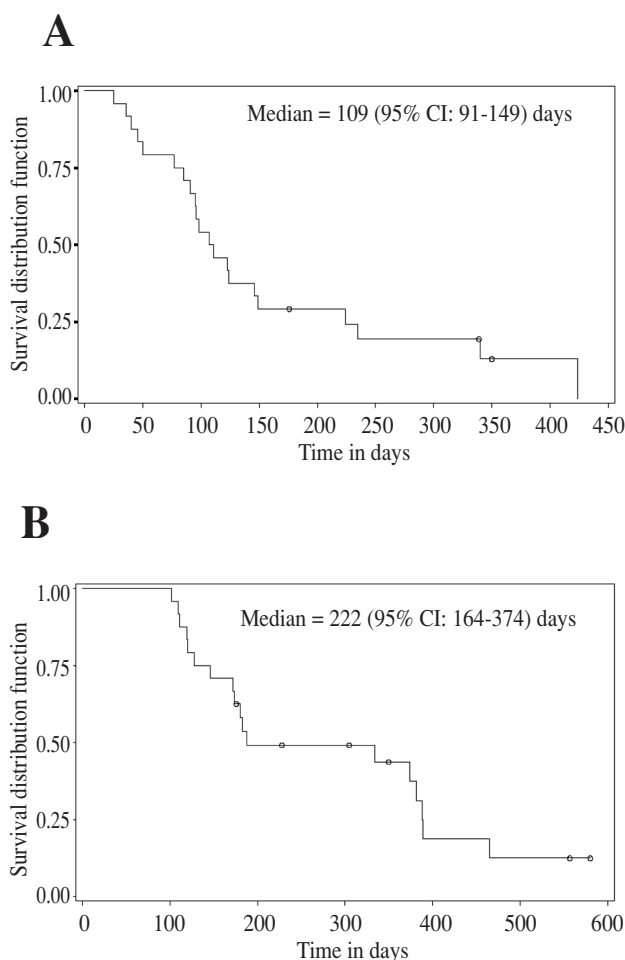 A
Survival distribution function
1.00
0.75
0.50
0.25
0.00
Median = 109 (95% CI: 91-149) days
0 50 100 150 200 250 300 350 400 450
Time in days
B
Survival distribution function
1.00
0.75
0.50
0.25
0.00
Median = 222 (95% CI: 164-374) days
0 100 200 300 400 500 600
Time in days